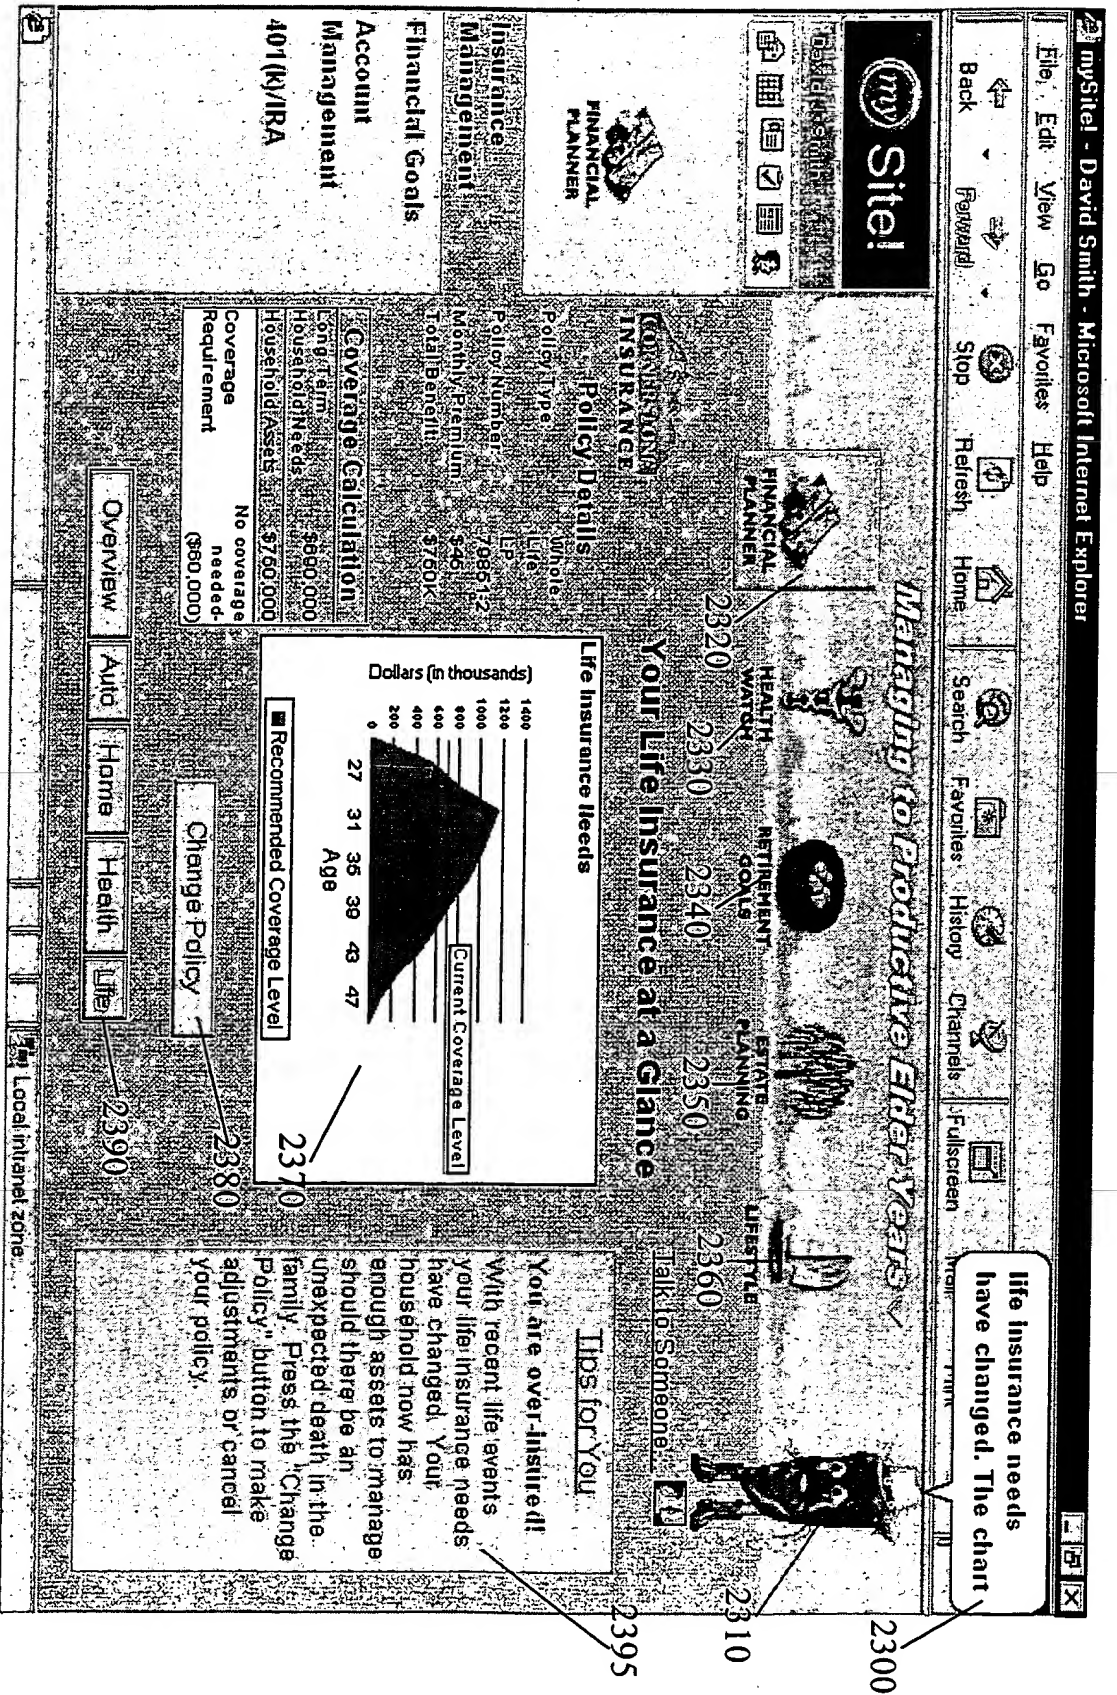 mySite! - David Smith - Microsoft Internet Explorer
File Edit View Go Favorites Help
Back Forward Stop Refresh Home Search Favorites History Channels Fullscreen
life insurance needs
have changed. The chart
2300
my Site!
Managing to Productive Elder Years
FINANCIAL
PLANNER
HEALTH
WATCH
RETIREMENT
GOALS
ESTATE
PLANNING
LIFESTYLE
2320
2330
2340
2350
2360
2310
FINANCIAL
PLANNER
Insurance
Management
Financial Goals
Account
Management
401(k)/IRA
INSURANCE
Your Life Insurance at a Glance
Talk To Someone
Policy Details
Policy Type: Whole
Life
Policy Number LP
798612
Monthly Premium $45
Total Benefit: $750K
Coverage Calculation
Long Term
Household Needs $690,000
Household Assets $750,000
Coverage
Requirement
No coverage
needed-
($60,000)
Life Insurance Needs
Dollars (in thousands)
1400
1200
1000
800
600
400
200
0
27 31 35 39 43 47
Age
Current Coverage Level
Recommended Coverage Level
2370
Change Policy
2380
Overview Auto Home Health Life
2390
Tips for You
You are over-insured!
With recent life events
your life insurance needs
have changed. Your
household now has
enough assets to manage
should there be an
unexpected death in the
family. Press the "Change
Policy" button to make
adjustments or cancel
your policy.
2395
Local intranet zone